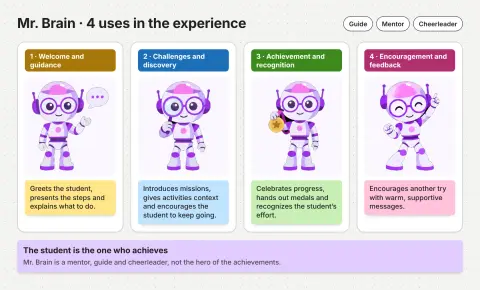 Mr. Brain · 4 uses in the experience
Guide
Mentor
Cheerleader
1 · Welcome and
guidance
Greets the student,
presents the steps and
explains what to do.
2 · Challenges and
discovery
Introduces missions,
gives activities context
and encourages the
student to keep going.
3 · Achievement and
recognition
Celebrates progress,
hands out medals and
recognizes the student's
effort.
4 · Encouragement and
feedback
Encourages another try
with warm, supportive
messages.
The student is the one who achieves
Mr. Brain is a mentor, guide and cheerleader, not the hero of the achievements.